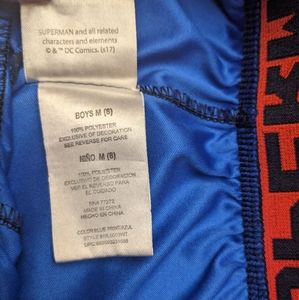 SUPERMAN and all related
characters and elements
© & ™ DC Comics. (s17)
BOYS M (8)
100% POLYESTER
EXCLUSIVE OF DECORATION
SEE REVERSE FOR CARE
NIÑO M (8)
100% POLIESTER
EXCLUSIVO DE DECORACION
VER EL REVERSO PARA
EL CUIDADO
MADE IN CHINA
HECHO EN CHINA